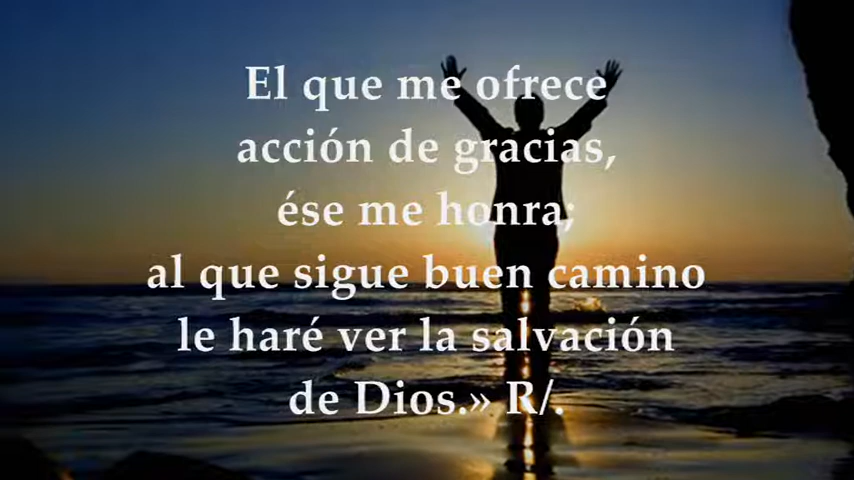 El que me ofrece
acción de gracias,
ése me honra;
al que sigue buen camino
le haré ver la salvación
de Dios.» R/.